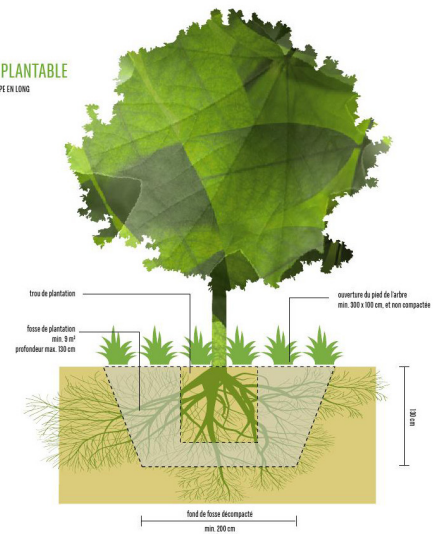 PLANTABLE
PE EN LONG
trou de plantation
ouverture du pied de l'arbre
min. 300 x 100 cm, et non compactée
fosse de plantation
min. 9 m²
profondeur max. 130 cm
130 cm
fond de fosse décompacté
min. 200 cm